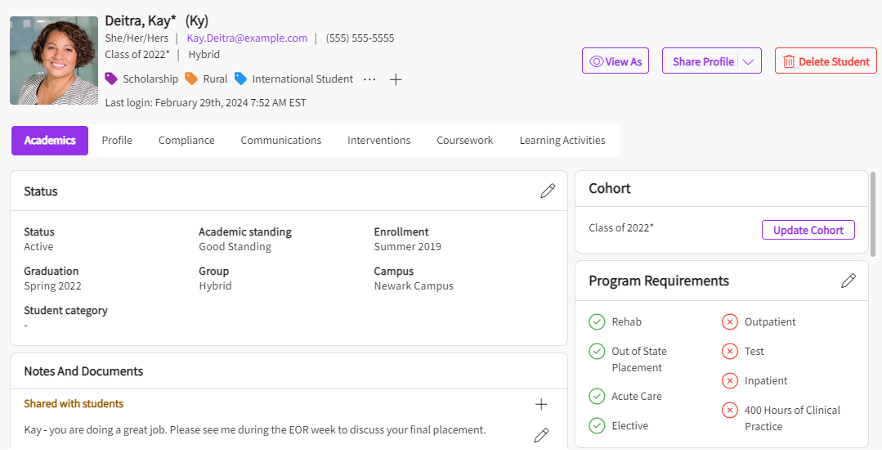 Deitra, Kay* (Ky)
She/Her/Hers | Kay.Deitra@example.com | (555) 555-5555
Class of 2022* | Hybrid
Scholarship Rural International Student ... +
Last login: February 29th, 2024 7:52 AM EST
View As Share Profile Delete Student
Academics Profile Compliance Communications Interventions Coursework Learning Activities
Status
Status Academic standing Enrollment
Active Good Standing Summer 2019
Graduation Group Campus
Spring 2022 Hybrid Newark Campus
Student category
-
Notes And Documents
Shared with students
Kay - you are doing a great job. Please see me during the EOR week to discuss your final placement.
Cohort
Class of 2022* Update Cohort
Program Requirements
Rehab Outpatient
Out of State Test
Placement
Inpatient
Acute Care
400 Hours of Clinical
Elective Practice